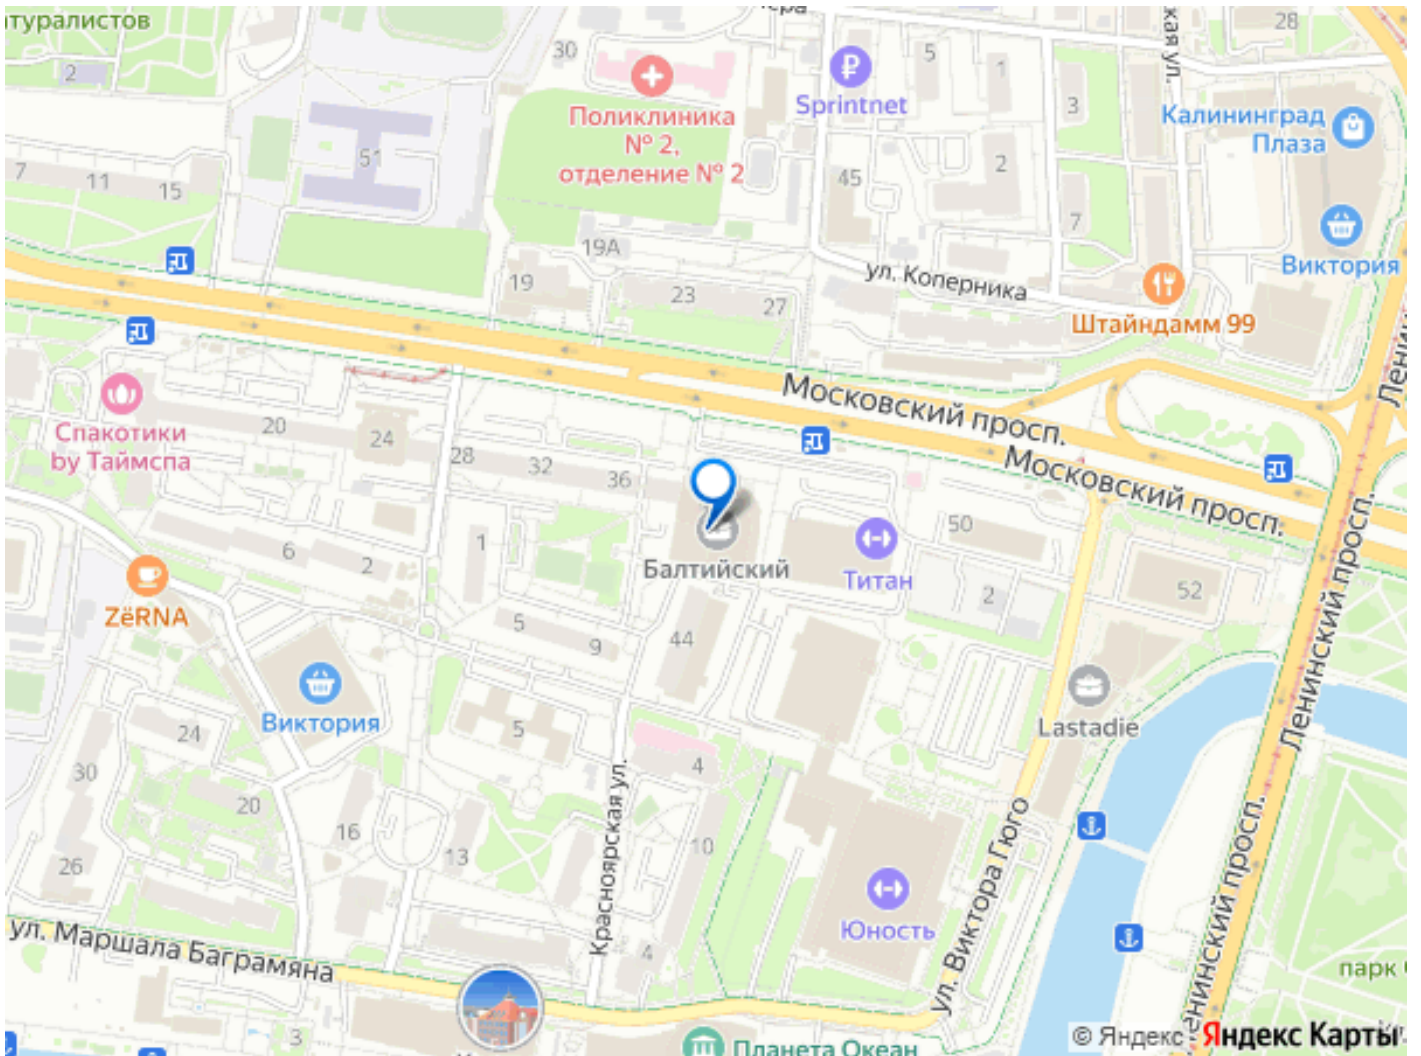 туралистов
30
28
2
5
1
Sprintnet
3
Калининград
Плаза
Поликлиника
№ 2,
отделение № 2
51
2
45
7
11
15
7
19А
Виктория
ул. Коперника
19
23
27
Штайндамм 99
Московский просп.
Московский просп.
Спакотики
by Таймспа
20
24
28
32
36
50
Балтийский
Титан
6
2
1
2
52
ZёRNA
5
9
44
Виктория
24
5
Lastadie
Ленинский просп.
30
4
20
16
13
10
26
Красноярская ул.
ул. Виктора Гюго
Юность
4
ул. Маршала Баграмяна
Ленинский просп.
парк
3
Планета Океан
© Яндекс
Яндекс Карты